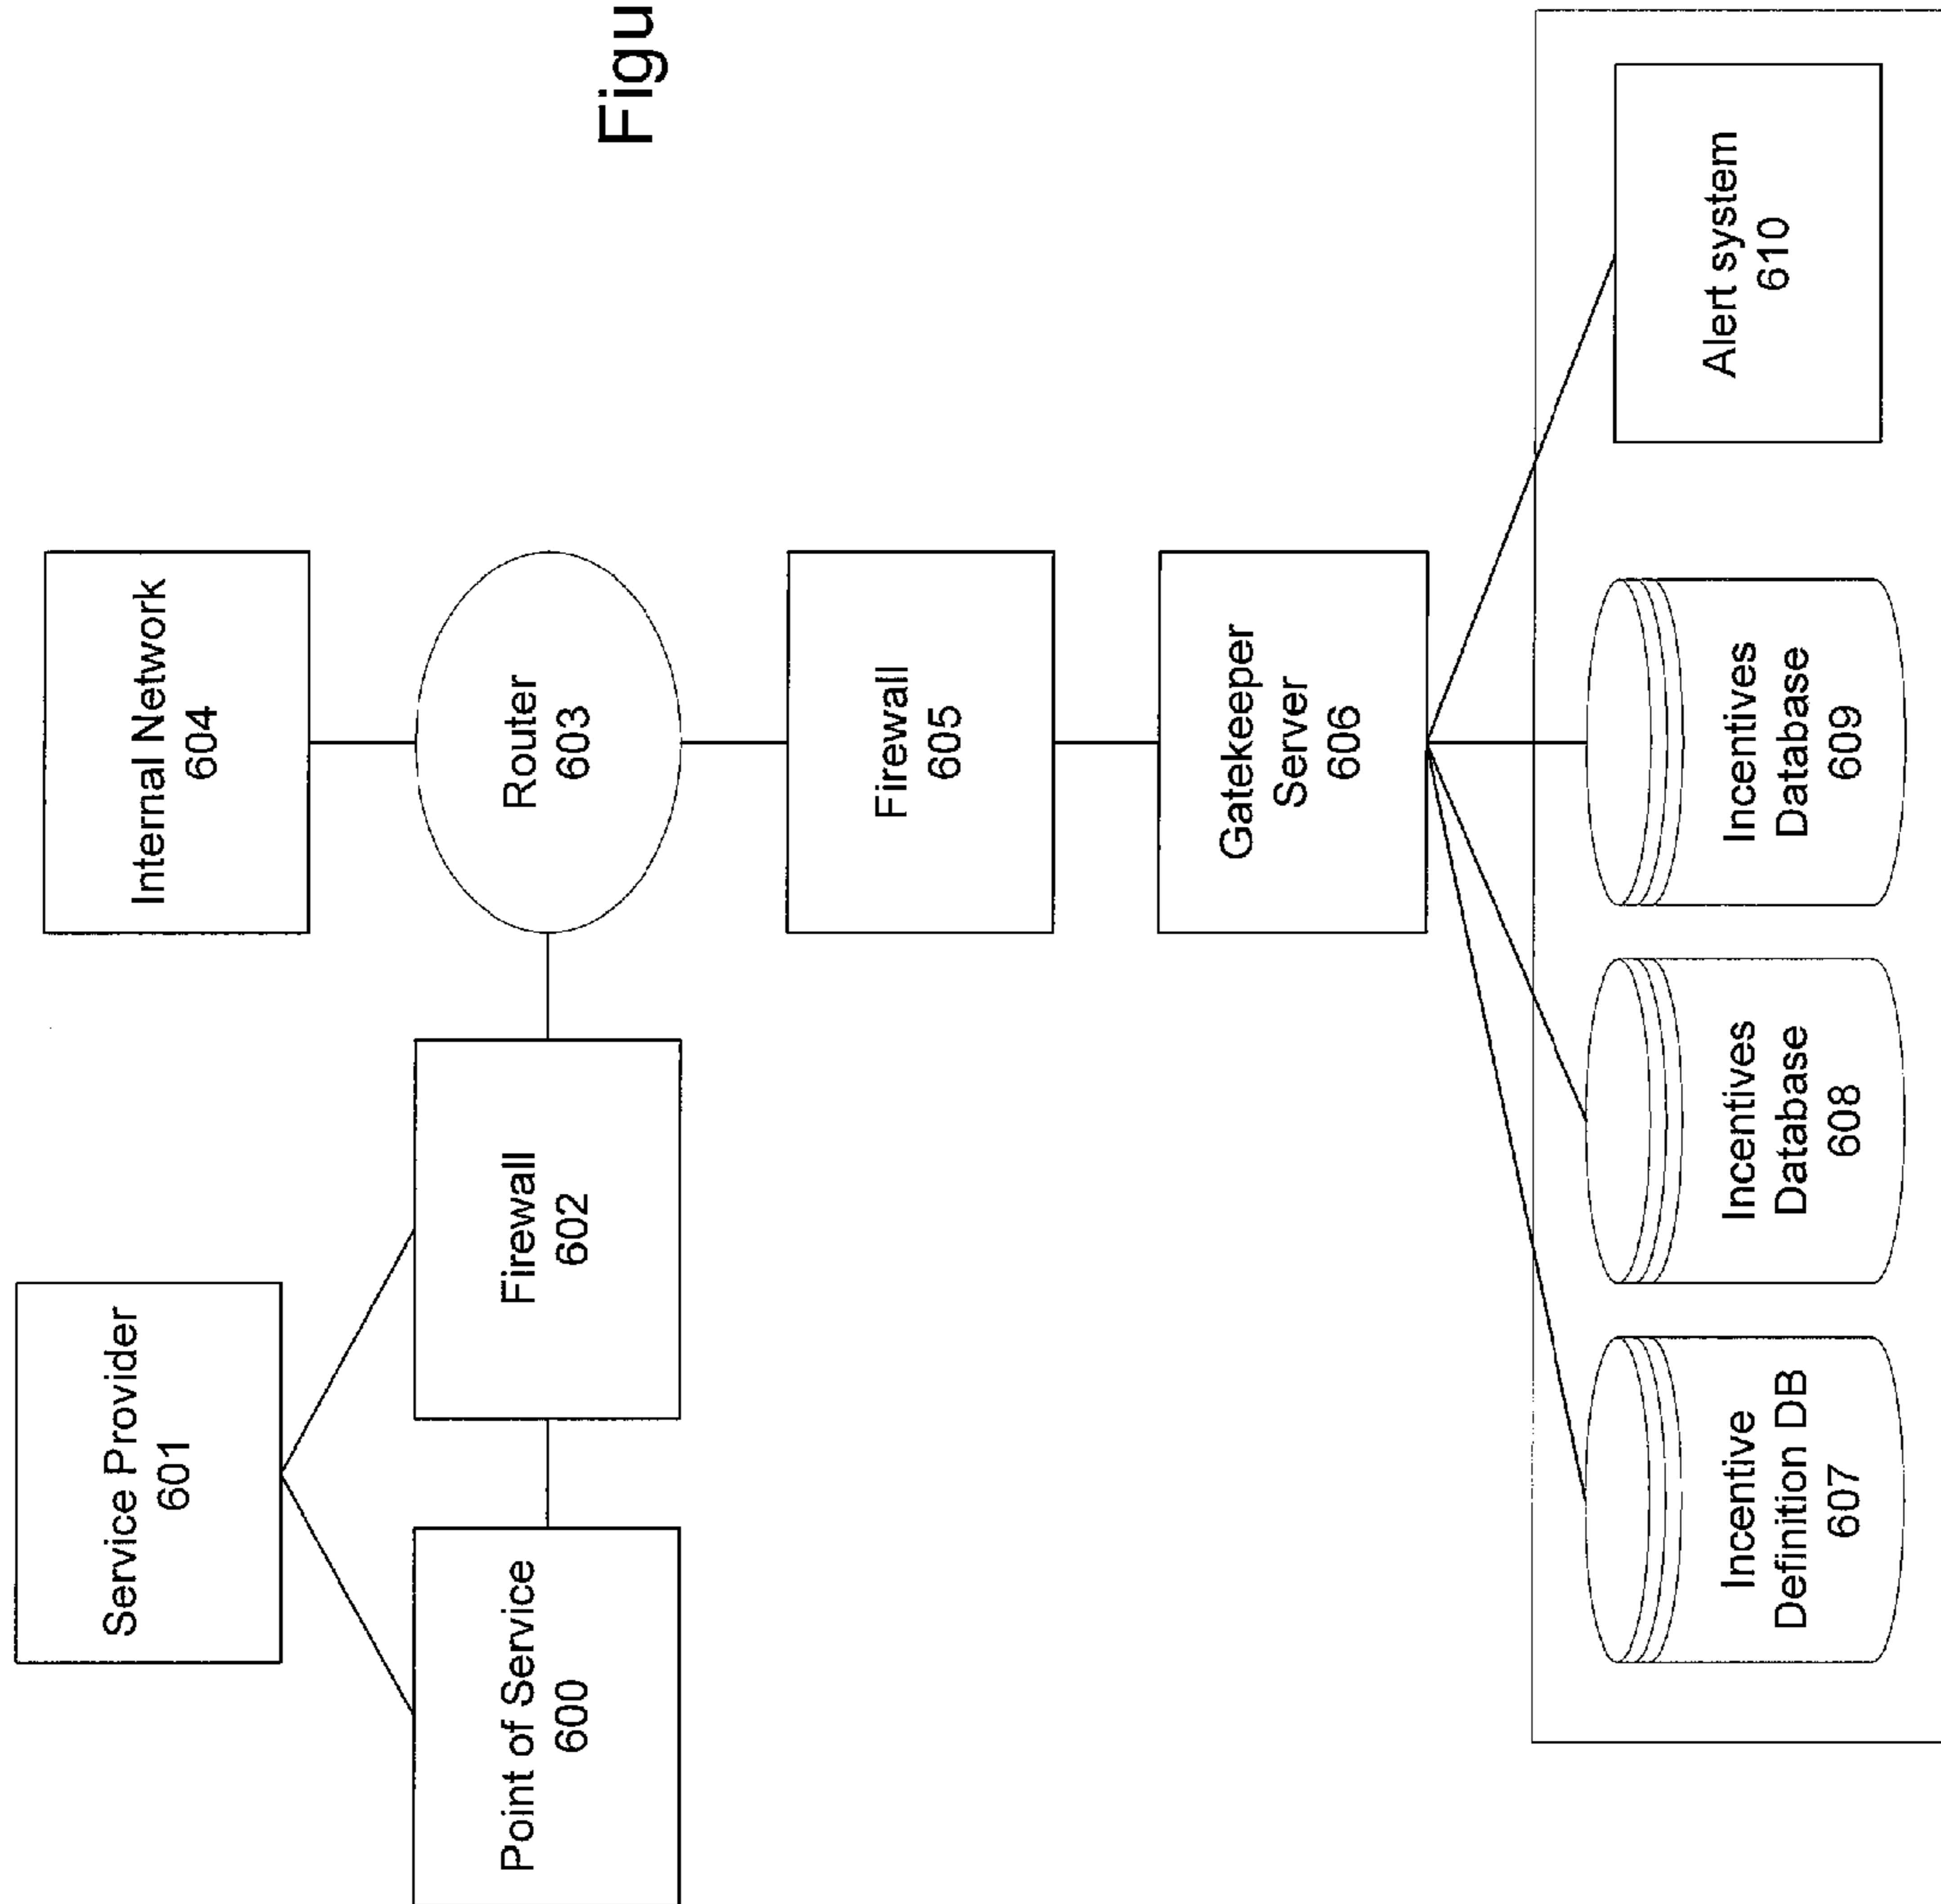 Service Provider
601
Internal Network
604
Point of Service
600
Firewall
602
Router
603
Figu
Firewall
605
Gatekeeper
Server
606
Incentive
Definition DB
607
Incentives
Database
608
Incentives
Database
609
Alert system
610